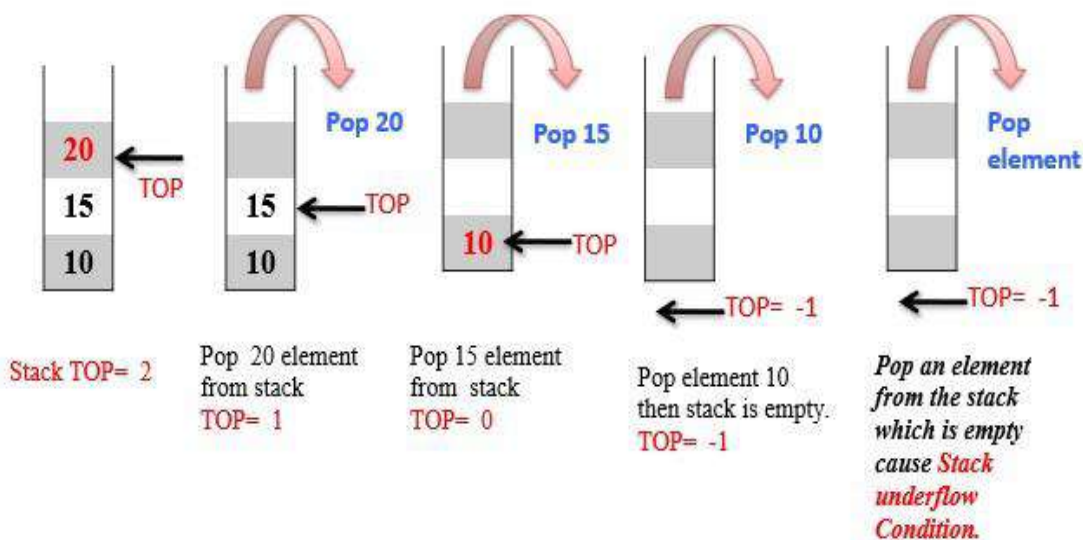 20
15
10
TOP
Stack TOP= 2
Pop 20
15
10
TOP
Pop 20 element
from stack
TOP= 1
Pop 15
10
TOP
Pop 15 element
from stack
TOP= 0
Pop 10
TOP= -1
Pop element 10
then stack is empty.
TOP= -1
Pop
element
TOP= -1
Pop an element
from the stack
which is empty
cause Stack
underflow
Condition.